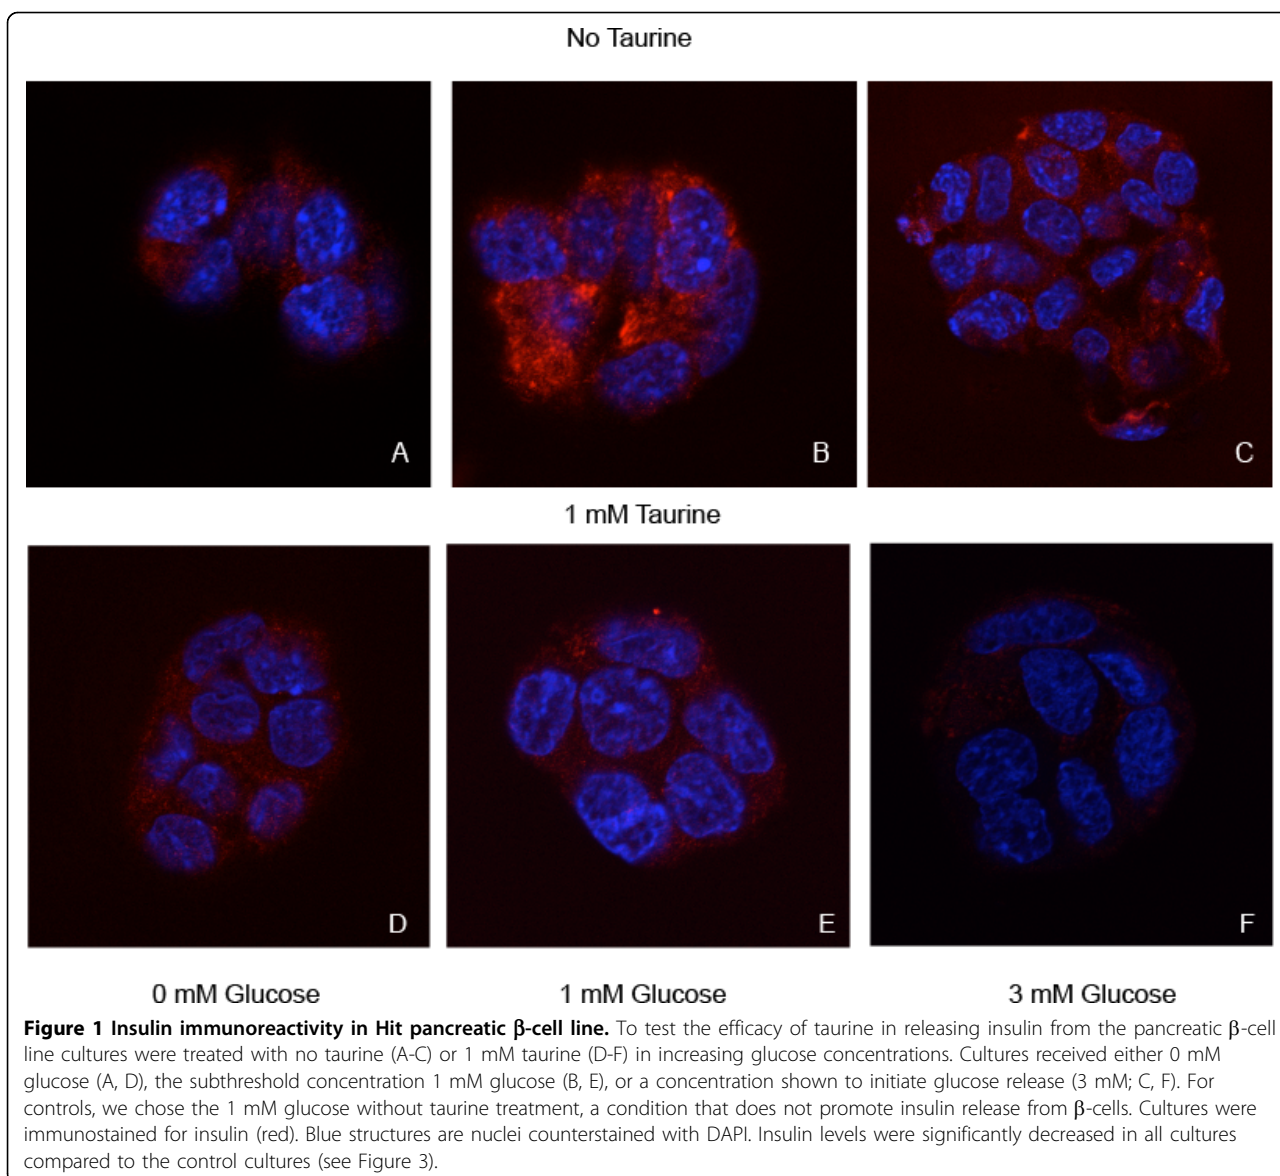 No Taurine
A
B
C
1 mM Taurine
D
E
F
0 mM Glucose
1 mM Glucose
3 mM Glucose
Figure 1 Insulin immunoreactivity in Hit pancreatic β-cell line. To test the efficacy of taurine in releasing insulin from the pancreatic β-cell
line cultures were treated with no taurine (A-C) or 1 mM taurine (D-F) in increasing glucose concentrations. Cultures received either 0 mM
glucose (A, D), the subthreshold concentration 1 mM glucose (B, E), or a concentration shown to initiate glucose release (3 mM; C, F). For
controls, we chose the 1 mM glucose without taurine treatment, a condition that does not promote insulin release from β-cells. Cultures were
immunostained for insulin (red). Blue structures are nuclei counterstained with DAPI. Insulin levels were significantly decreased in all cultures
compared to the control cultures (see Figure 3).